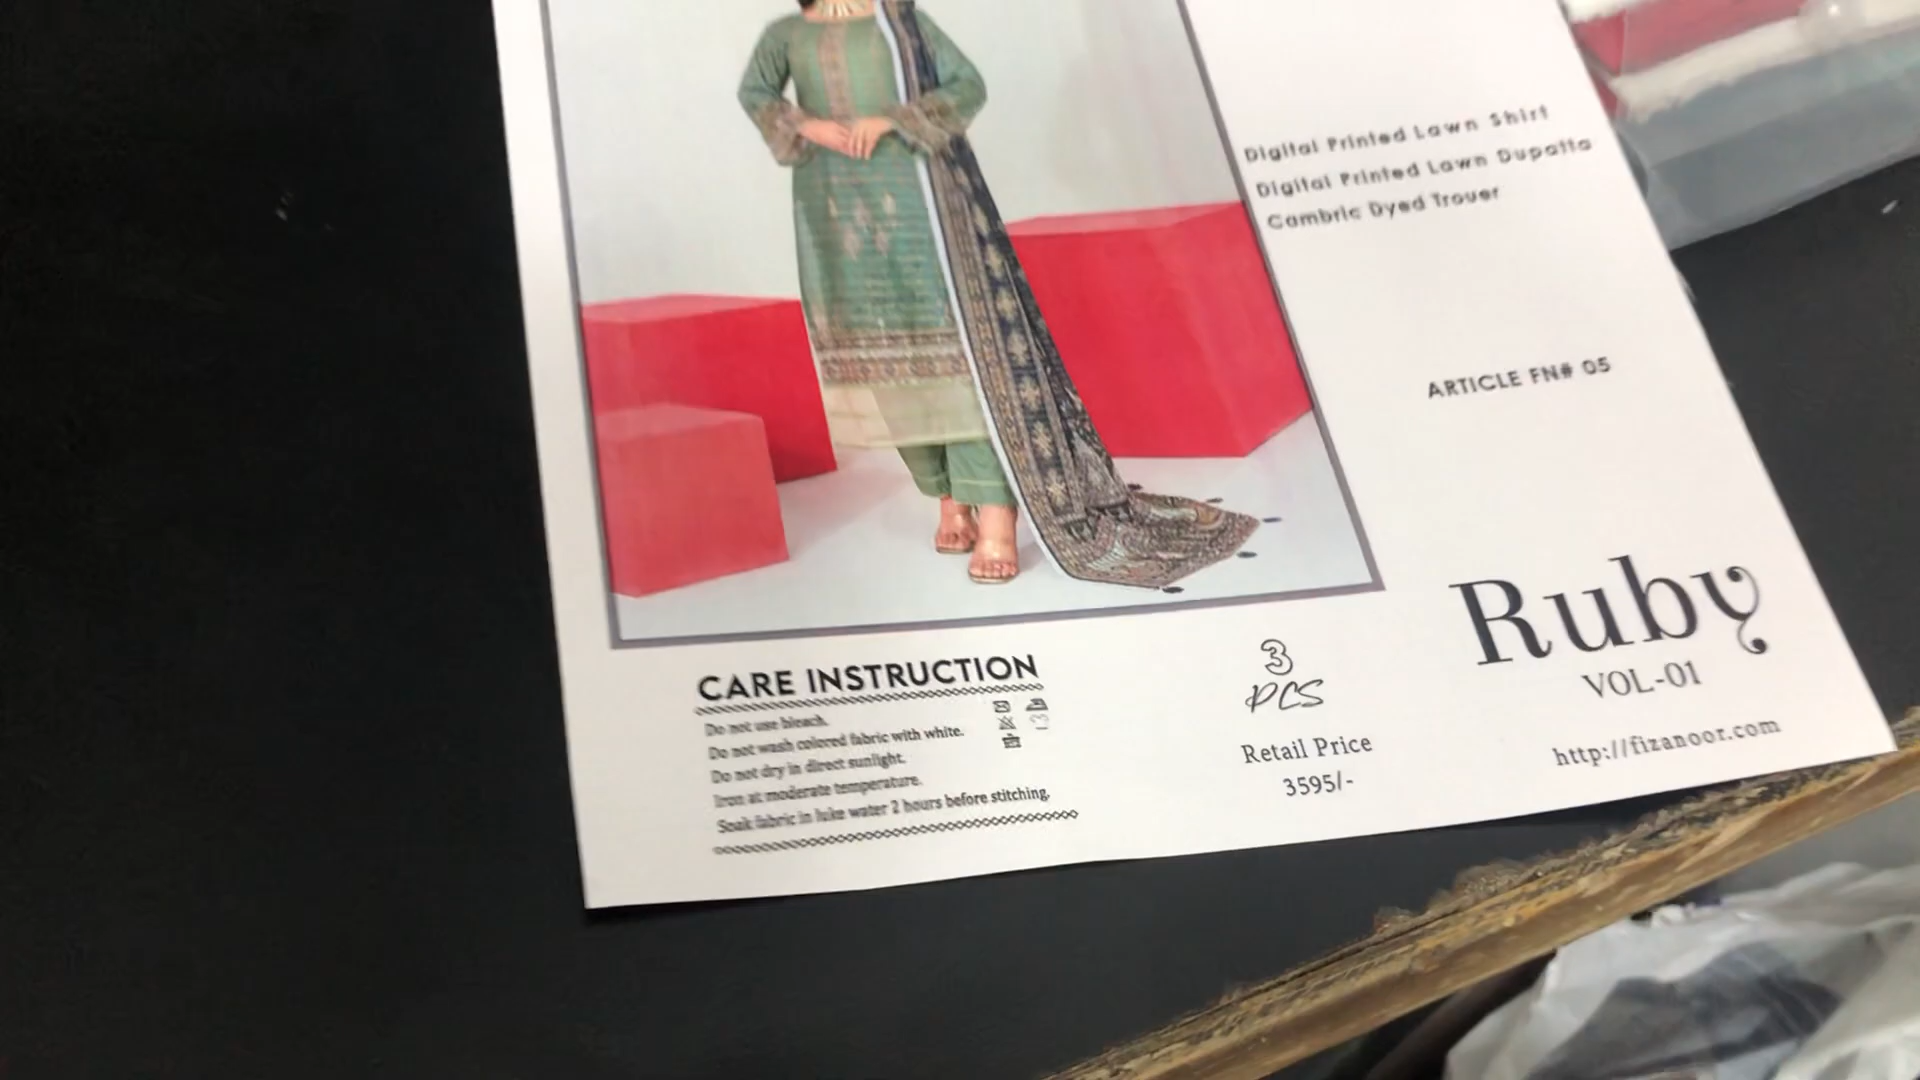 Digital Printed Lawn Shirt
Digital Printed Lawn Dupatta
Cambric Dyed Trouer
ARTICLE FN# 05
Ruby
VOL-01
http://fizanoor.com
3
PCS
Retail Price
3595/-
CARE INSTRUCTION
Do not use bleach.
Do not wash colored fabric with white.
Do not dry in direct sunlight.
Iron at moderate temperature.
Soak fabric in luke water 2 hours before stitching.